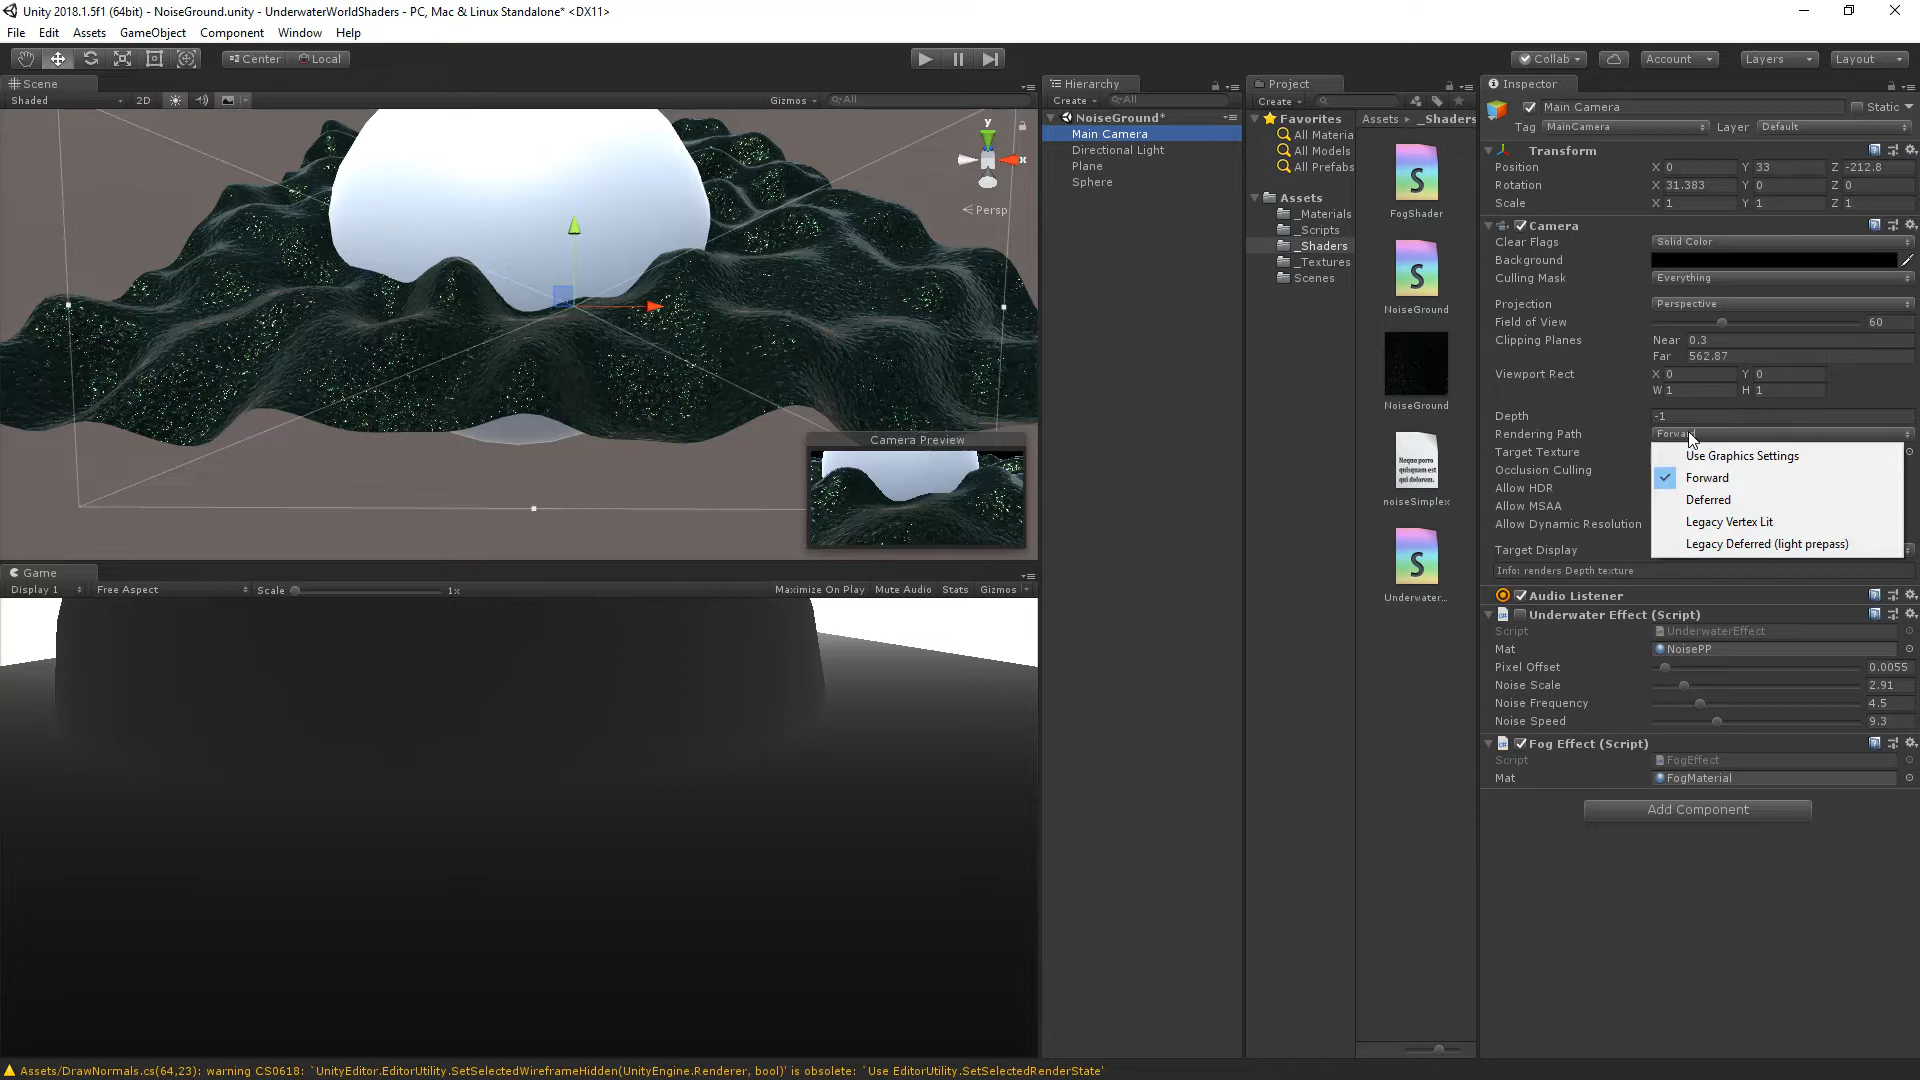 Unity 2018.1.5f1 (64bit) - NoiseGround.unity - UnderwaterWorldShaders - PC, Mac & Linux Standalone* <DX11>
File Edit Assets GameObject Component Window Help
Center Local
Collab Account Layers Layout
Scene
Shaded 2D Gizmos All
y
x
Persp
Camera Preview
Game
Display 1 Free Aspect Scale 1x Maximize On Play Mute Audio Stats Gizmos
Hierarchy
Create All
NoiseGround*
Main Camera
Directional Light
Plane
Sphere
Project
Create
Favorites
All Materia
All Models
All Prefabs
Assets
_Materials
_Scripts
_Shaders
_Textures
Scenes
Assets _Shaders
S
FogShader
S
NoiseGround
NoiseGround
Neque porro
quisquam est
qui dolorem.
noiseSimplex
S
Underwater...
Inspector
Main Camera Static
Tag MainCamera Layer Default
Transform
Position X 0 Y 33 Z -212.8
Rotation X 31.383 Y 0 Z 0
Scale X 1 Y 1 Z 1
Camera
Clear Flags Solid Color
Background
Culling Mask Everything
Projection Perspective
Field of View 60
Clipping Planes Near 0.3
Far 562.87
Viewport Rect X 0 Y 0
W 1 H 1
Depth -1
Rendering Path Forward
Target Texture
Occlusion Culling
Allow HDR
Allow MSAA
Allow Dynamic Resolution
Target Display
Use Graphics Settings
Forward
Deferred
Legacy Vertex Lit
Legacy Deferred (light prepass)
Info: renders Depth texture
Audio Listener
Underwater Effect (Script)
Script UnderwaterEffect
Mat NoisePP
Pixel Offset 0.0055
Noise Scale 2.91
Noise Frequency 4.5
Noise Speed 9.3
Fog Effect (Script)
Script FogEffect
Mat FogMaterial
Add Component
Assets/DrawNormals.cs(64,23): warning CS0618: `UnityEditor.EditorUtility.SetSelectedWireframeHidden(UnityEngine.Renderer, bool)' is obsolete: `Use EditorUtility.SetSelectedRenderState'